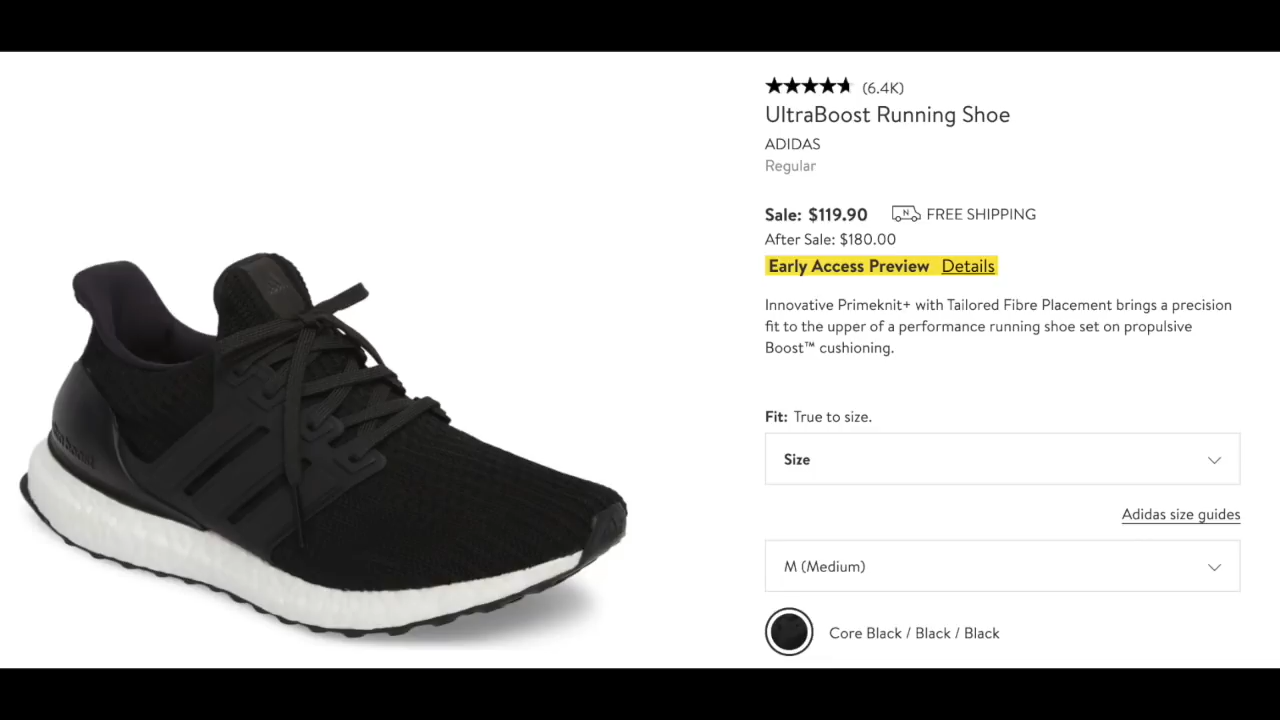 (6.4K)
UltraBoost Running Shoe
ADIDAS
Regular
Sale: $119.90 N FREE SHIPPING
After Sale: $180.00
Early Access Preview Details
Innovative Primeknit+ with Tailored Fibre Placement brings a precision
fit to the upper of a performance running shoe set on propulsive
Boost™ cushioning.
Fit: True to size.
Size
Adidas size guides
M (Medium)
Core Black / Black / Black